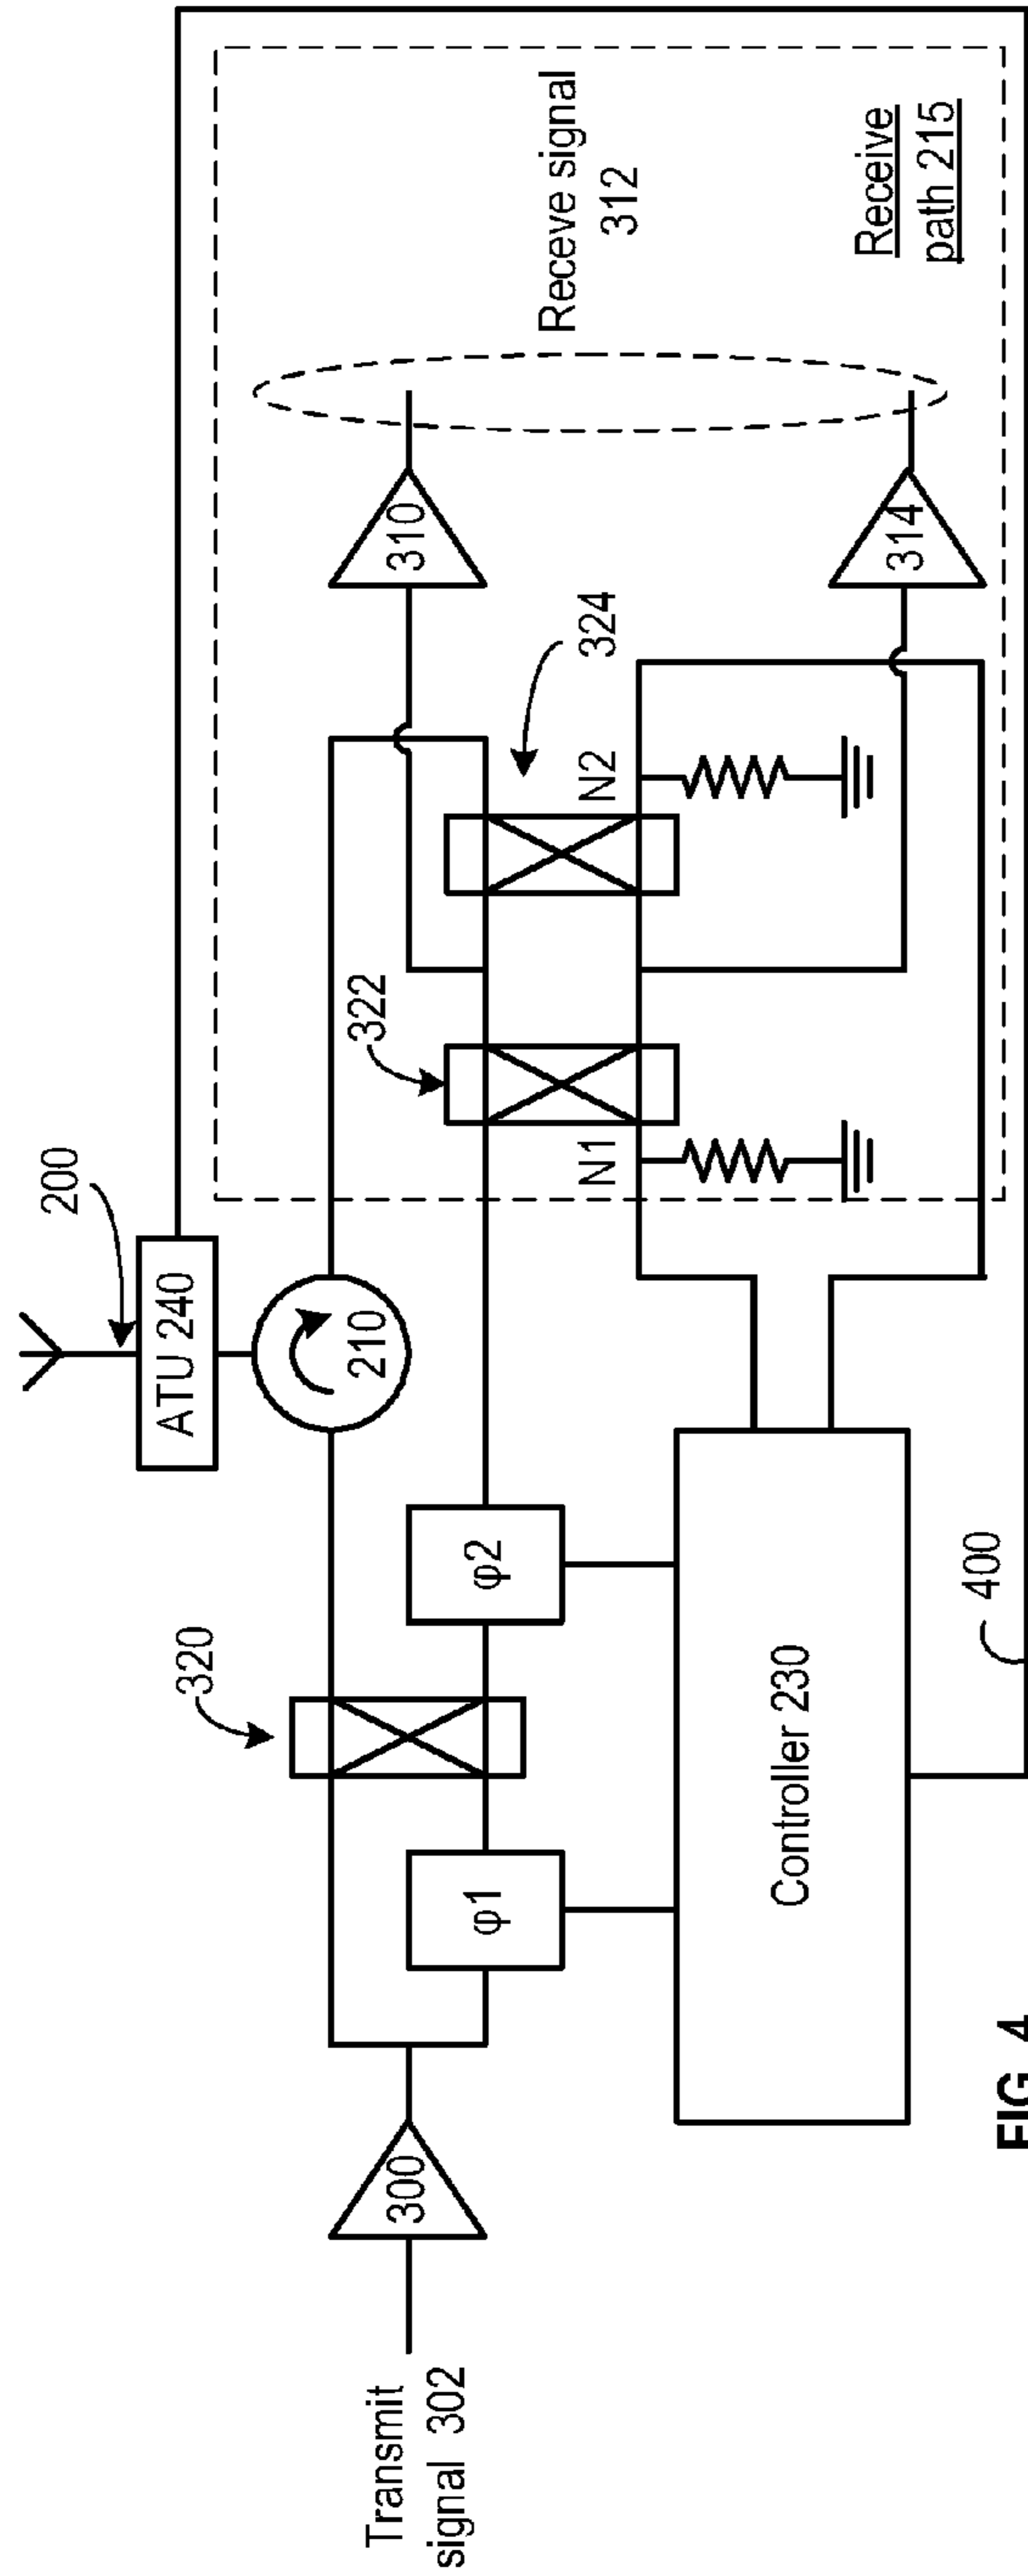 Transmit
signal 302
300
φ1
320
φ2
200
ATU 240
210
322
324
N1
N2
310
314
Receve signal
312
Receive
path 215
Controller 230
400
FIG. 4